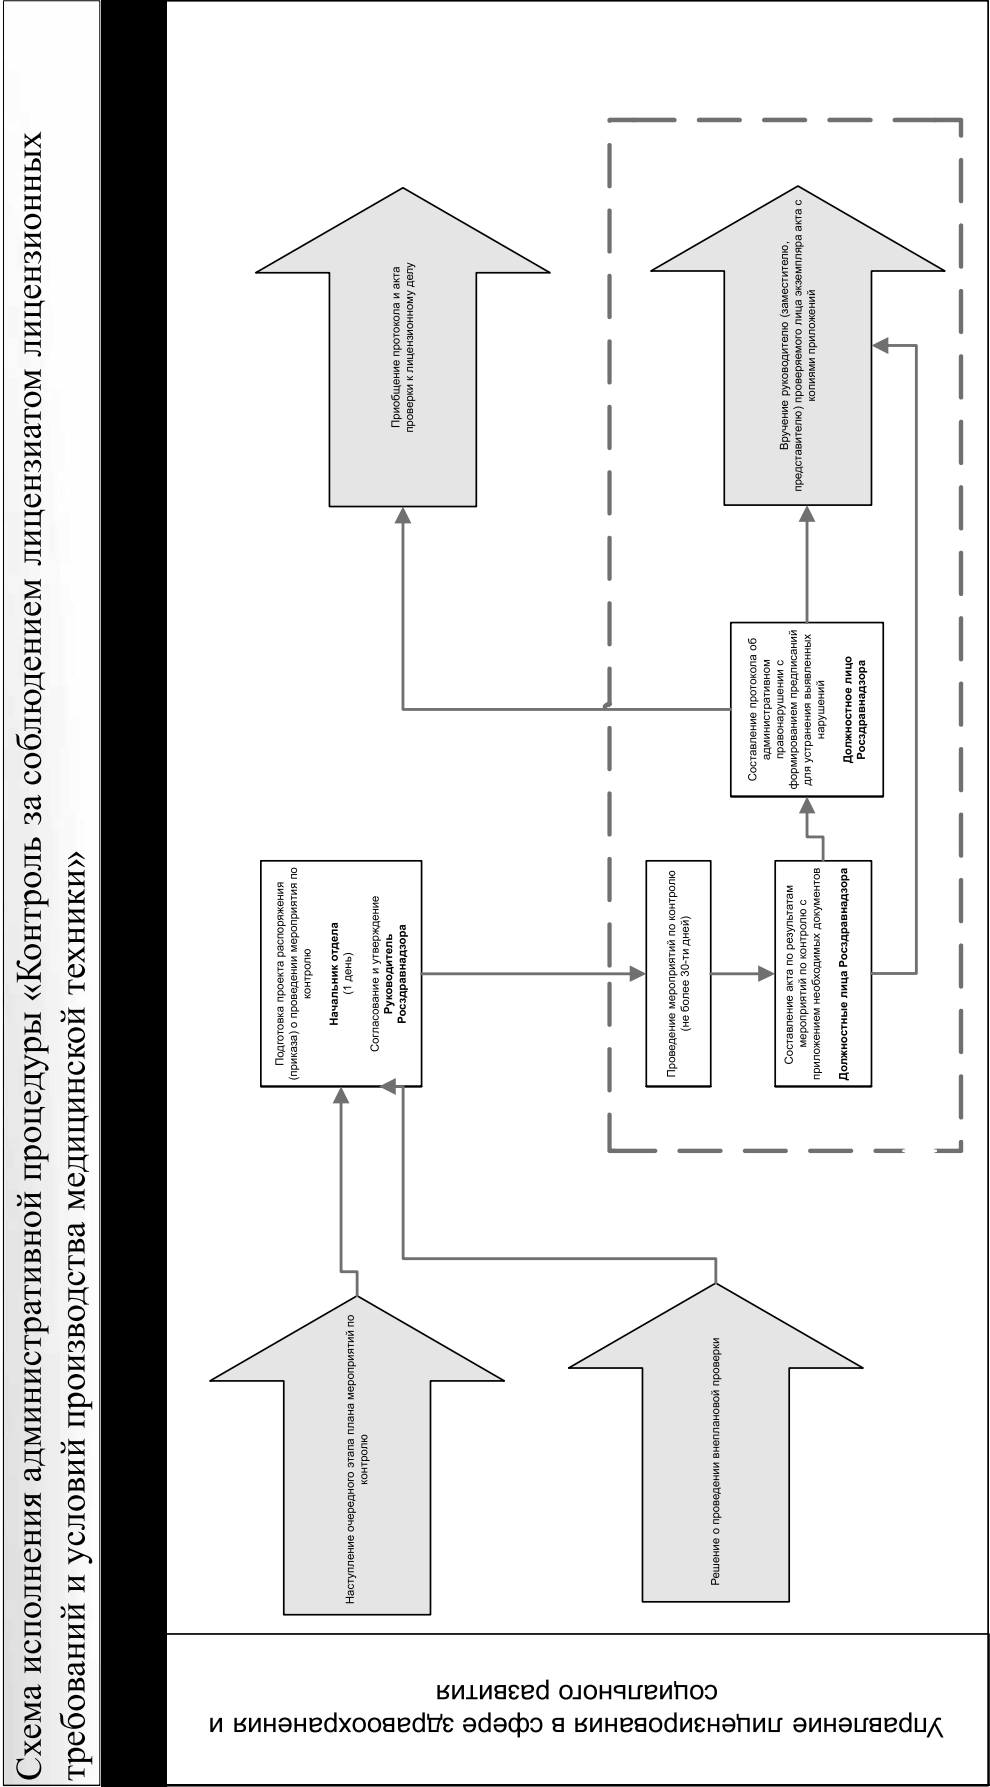 Схема исполнения административной процедуры «Контроль за соблюдением лицензиатом лицензионных
требований и условий производства медицинской техники»
Управление лицензирования в сфере здравоохранения и
социального развития
Наступление очередного этапа плана мероприятий по
контролю
Решение о проведении внеплановой проверки
Подготовка проекта распоряжения
(приказа) о проведении мероприятия по
контролю
Начальник отдела
(1 день)
Согласование и утверждение
Руководитель
Росздравнадзора
Проведение мероприятий по контролю
(не более 30-ти дней)
Составление акта по результатам
мероприятий по контролю с
приложением необходимых документов
Должностные лица Росздравнадзора
Составление протокола об
административном
правонарушении с
формированием предписаний
для устранения выявленных
нарушений
Должностное лицо
Росздравнадзора
Приобщение протокола и акта
проверки к лицензионному делу
Вручение руководителю (заместителю,
представителю) проверяемого лица экземпляра акта с
копиями приложений